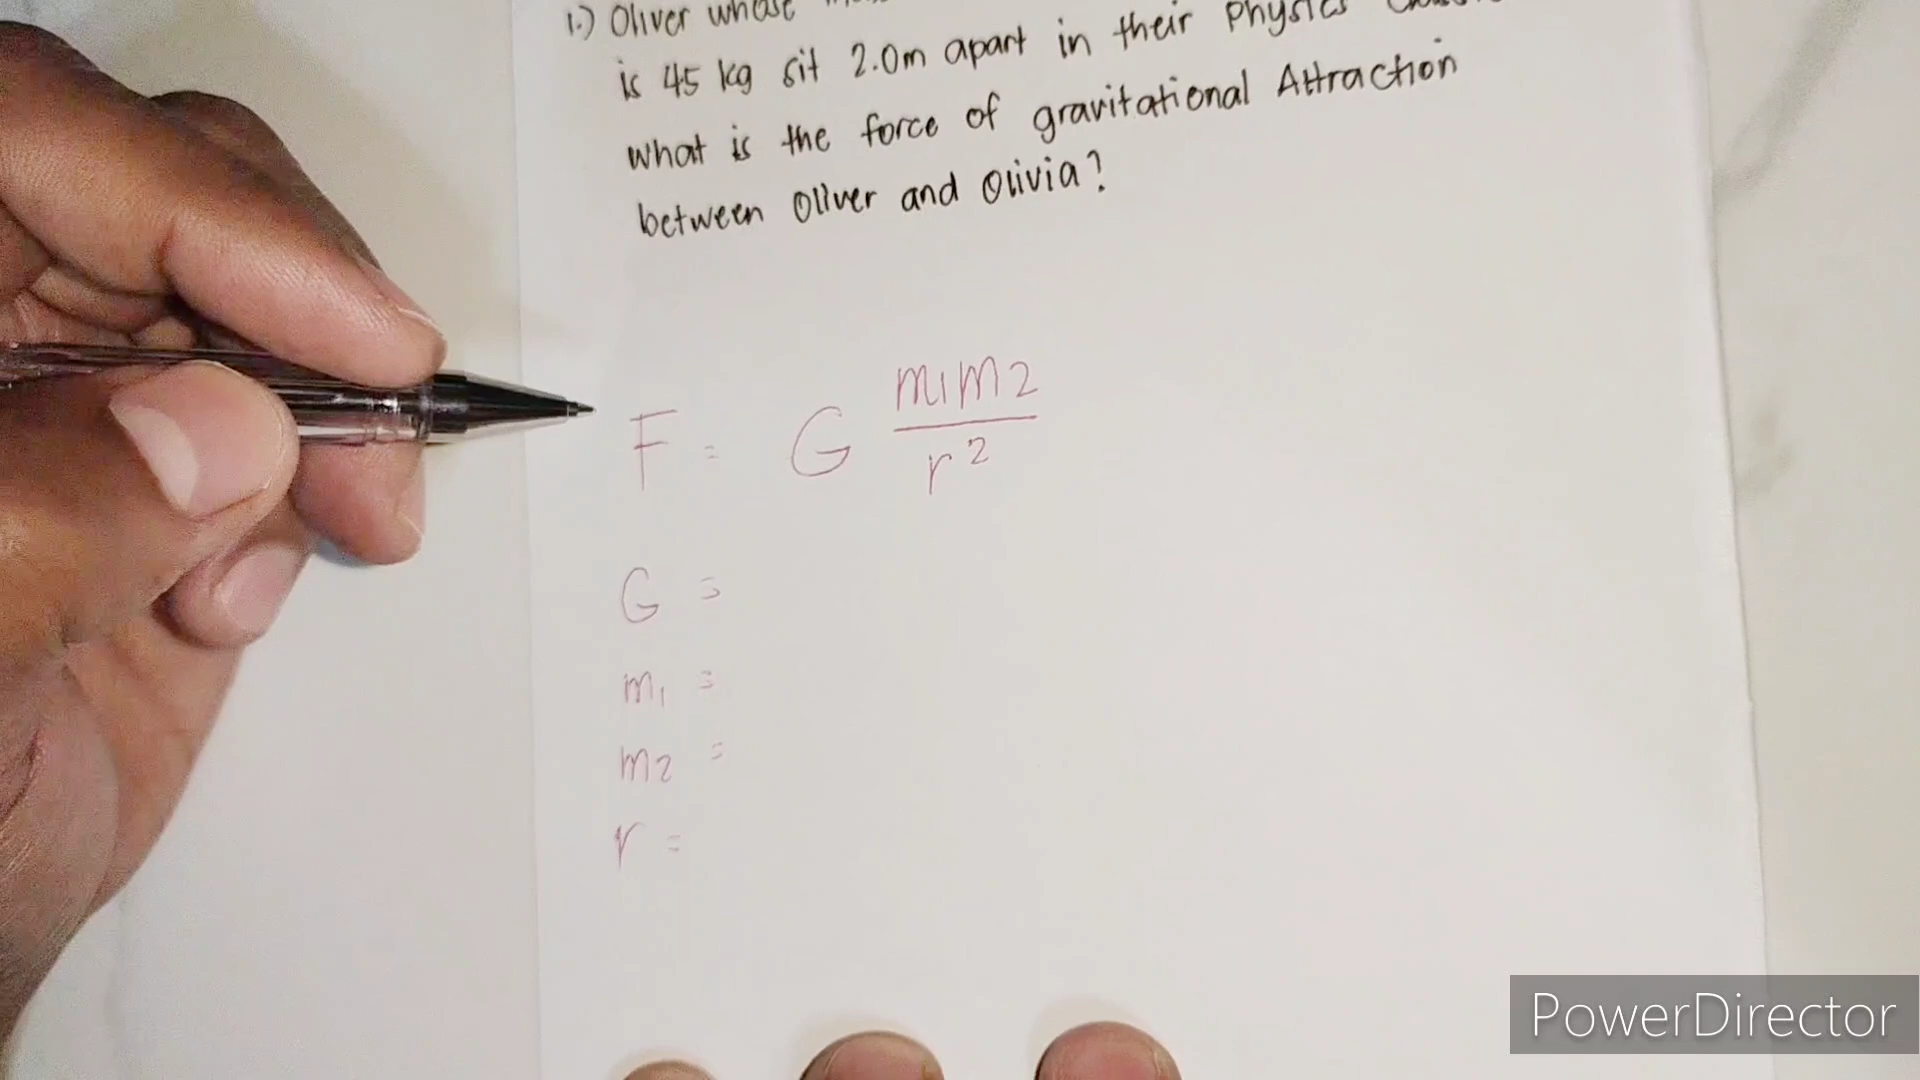 1.) Oliver whose
is 45 kg sit 2.0m apart in their Physics
what is the force of gravitational Attraction
between Oliver and Olivia?
F = G m1m2
r2
G =
m1 =
m2 =
r =
PowerDirector